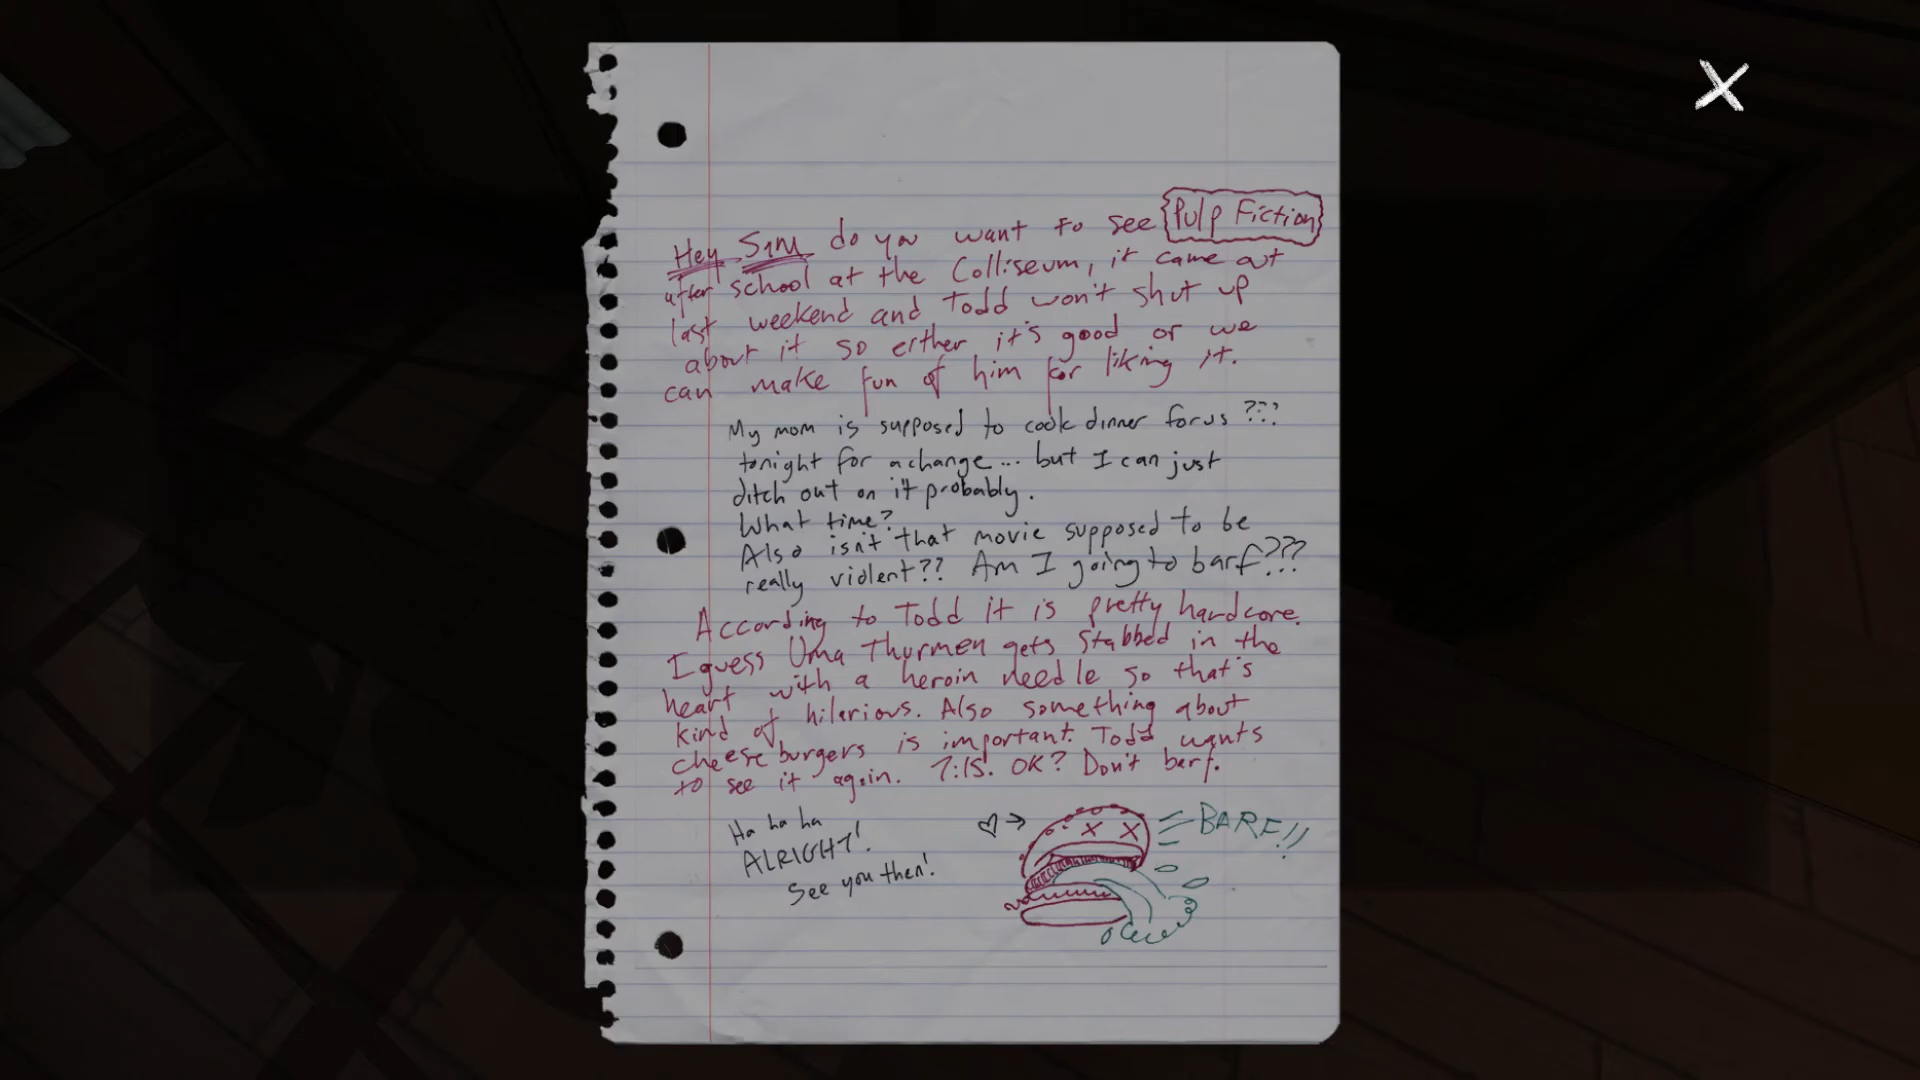 Hey Sam do you want to see Pulp Fiction
after school at the Colliseum, it came out
last weekend and Todd won't shut up
about it so either it's good or we
can make fun of him for liking it.
My mom is supposed to cook dinner for us ???
tonight for a change... but I can just
ditch out on it probably.
What time?
Also isn't that movie supposed to be
really violent?? Am I going to barf???
According to Todd it is pretty hardcore.
I guess Uma Thurmen gets stabbed in the
heart with a heroin needle so that's
kind of hilarious. Also something about
cheeseburgers is important. Todd wants
to see it again. 7:15. OK? Don't barf.
Ha ha ha
ALRIGHT!
See you then!
BARF!!